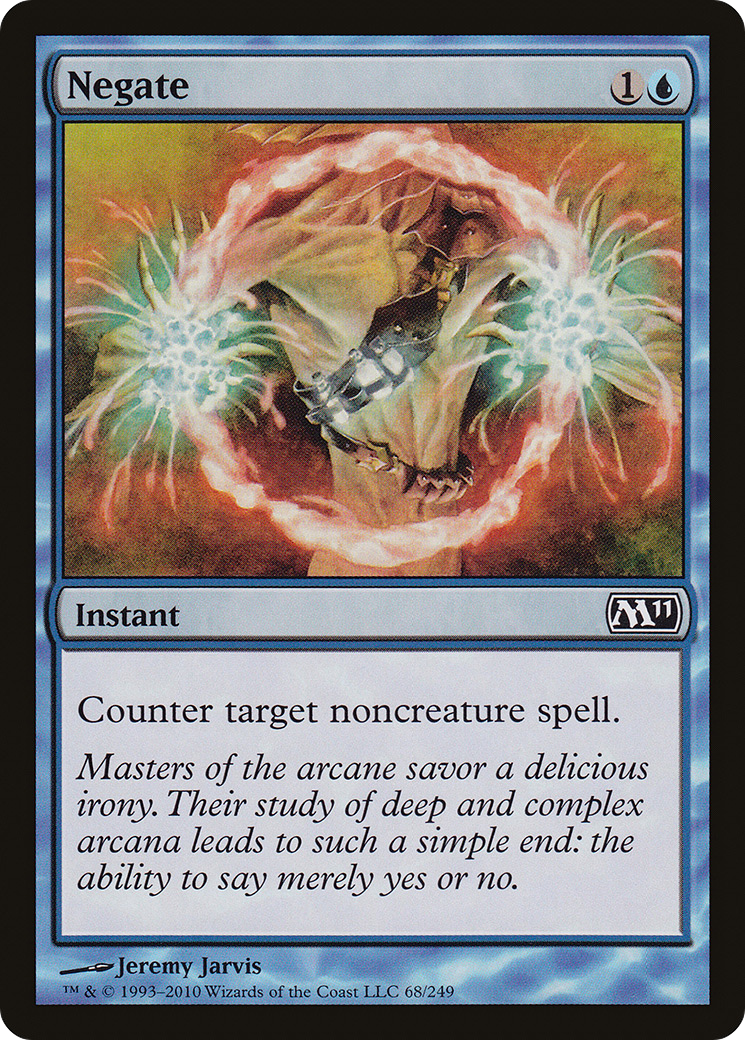 Negate
1
Instant
M11
Counter target noncreature spell.
Masters of the arcane savor a delicious
irony. Their study of deep and complex
arcana leads to such a simple end: the
ability to say merely yes or no.
Jeremy Jarvis
™ & © 1993–2010 Wizards of the Coast LLC 68/249